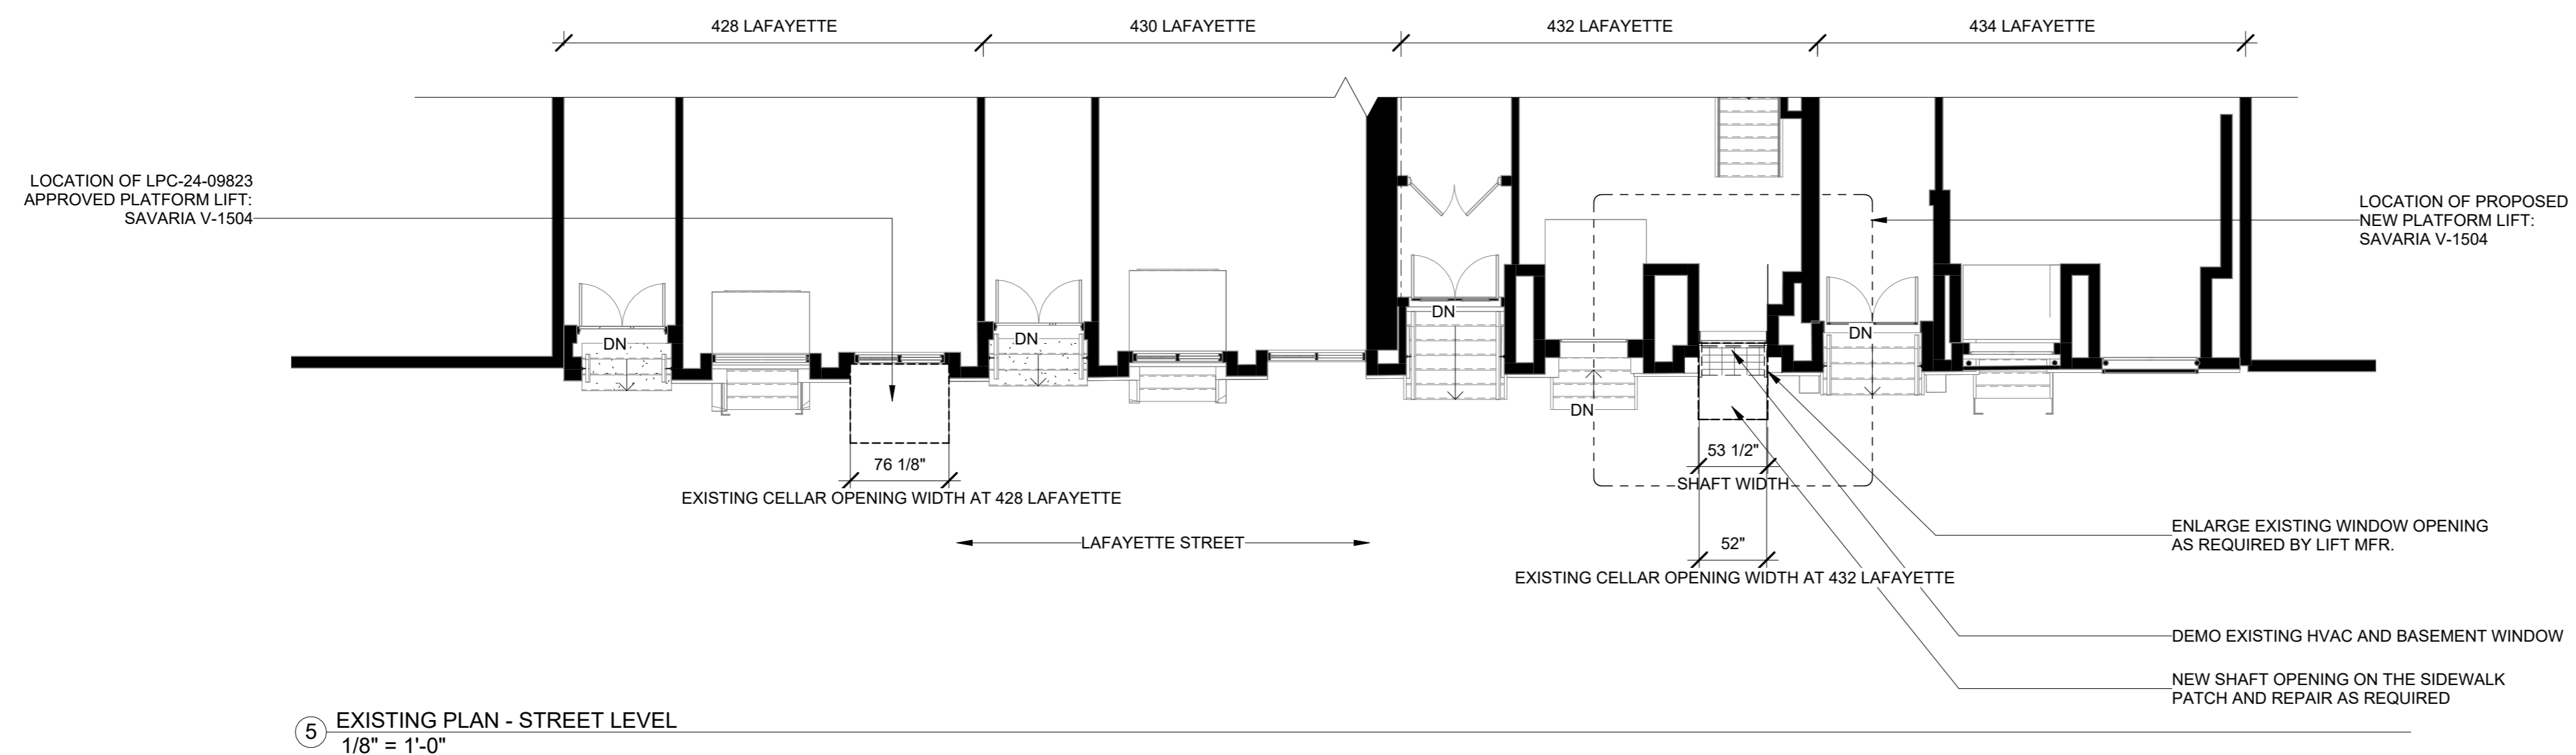 428 LAFAYETTE
430 LAFAYETTE
432 LAFAYETTE
434 LAFAYETTE
LOCATION OF LPC-24-09823
APPROVED PLATFORM LIFT:
SAVARIA V-1504
LOCATION OF PROPOSED
NEW PLATFORM LIFT:
SAVARIA V-1504
DN
DN
DN
DN
DN
76 1/8"
EXISTING CELLAR OPENING WIDTH AT 428 LAFAYETTE
53 1/2"
SHAFT WIDTH
LAFAYETTE STREET
52"
EXISTING CELLAR OPENING WIDTH AT 432 LAFAYETTE
ENLARGE EXISTING WINDOW OPENING
AS REQUIRED BY LIFT MFR.
DEMO EXISTING HVAC AND BASEMENT WINDOW
NEW SHAFT OPENING ON THE SIDEWALK
PATCH AND REPAIR AS REQUIRED
5
EXISTING PLAN - STREET LEVEL
1/8" = 1'-0"